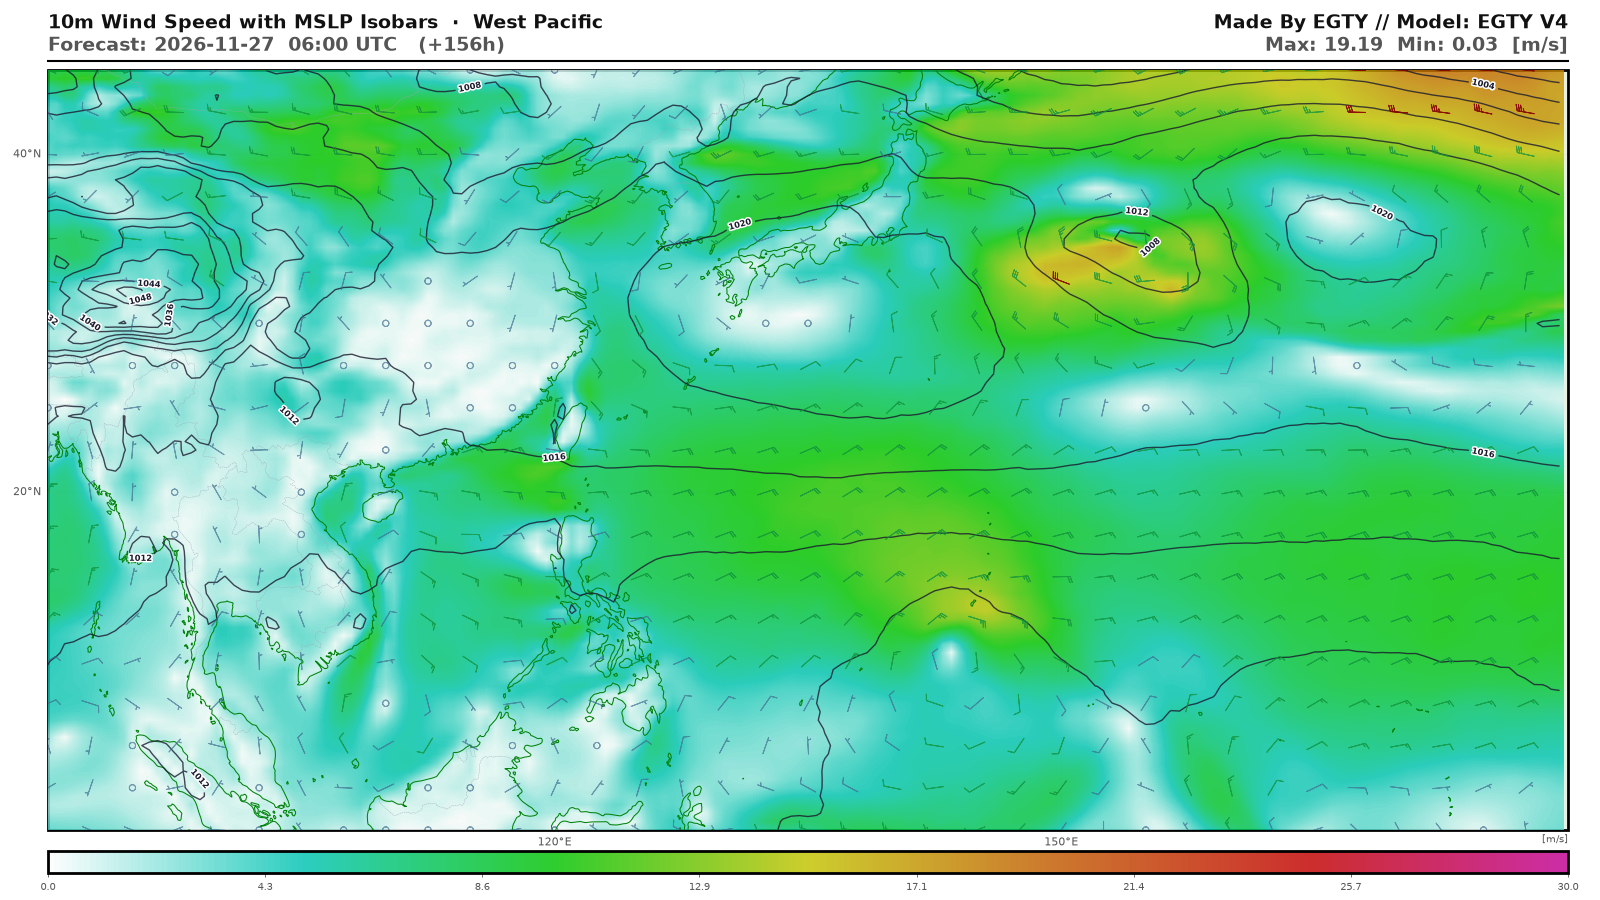 10m Wind Speed with MSLP Isobars · West Pacific
Made By EGTY // Model: EGTY V4
Forecast: 2026-11-27 06:00 UTC (+156h)
Max: 19.19 Min: 0.03 [m/s]
1008
1004
40°N
1012
1020
1020
1008
1044
1048
1036
1040
32
1012
1016
1016
20°N
1012
1012
120°E
150°E
[m/s]
0.0
4.3
8.6
12.9
17.1
21.4
25.7
30.0